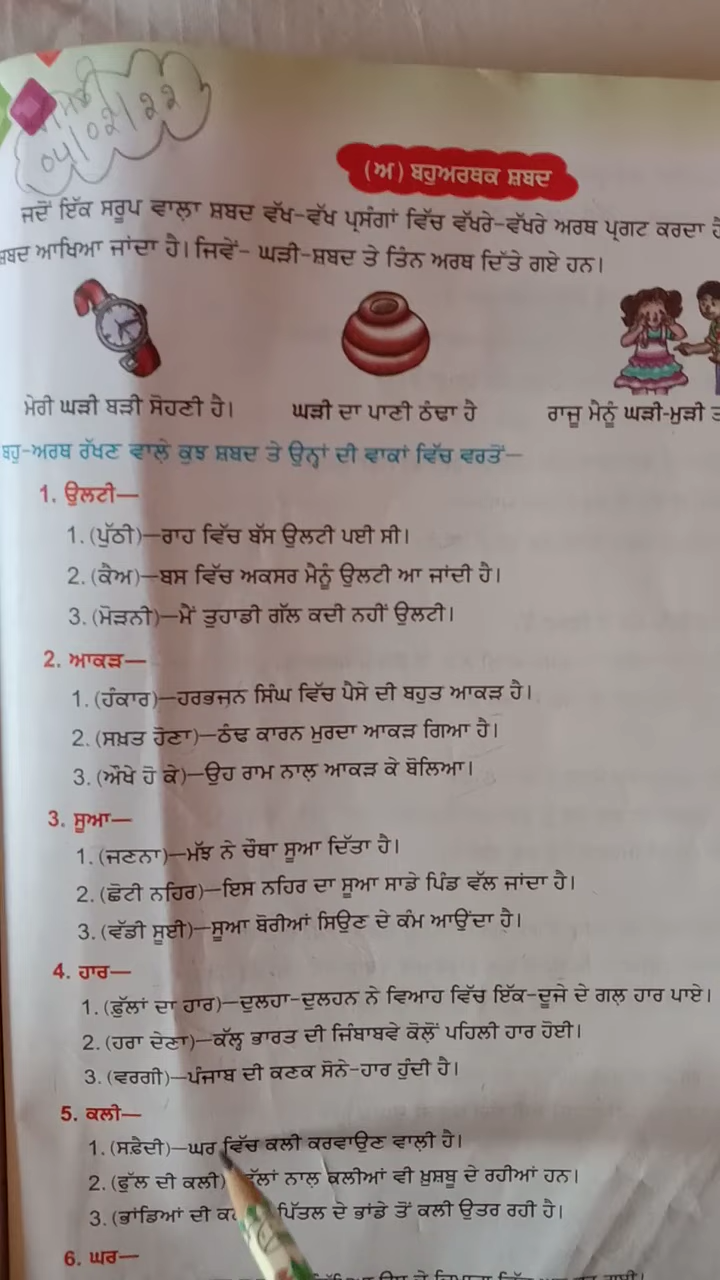 04/02/22
(ਅ) ਬਹੁਅਰਥਕ ਸ਼ਬਦ
ਜਦੋਂ ਇੱਕ ਸਰੂਪ ਵਾਲਾ ਸ਼ਬਦ ਵੱਖ-ਵੱਖ ਪ੍ਰਸੰਗਾਂ ਵਿੱਚ ਵੱਖਰੇ-ਵੱਖਰੇ ਅਰਥ ਪ੍ਰਗਟ ਕਰਦਾ
ਸ਼ਬਦ ਆਖਿਆ ਜਾਂਦਾ ਹੈ। ਜਿਵੇਂ- ਘੜੀ-ਸ਼ਬਦ ਤੇ ਤਿੰਨ ਅਰਥ ਦਿੱਤੇ ਗਏ ਹਨ।
ਮੇਰੀ ਘੜੀ ਬੜੀ ਸੋਹਣੀ ਹੈ। ਘੜੀ ਦਾ ਪਾਣੀ ਠੰਢਾ ਹੈ ਰਾਜੂ ਮੈਨੂੰ ਘੜੀ-ਮੁੜੀ
ਬਹੁ-ਅਰਥ ਰੱਖਣ ਵਾਲੇ ਕੁਝ ਸ਼ਬਦ ਤੇ ਉਨ੍ਹਾਂ ਦੀ ਵਾਕਾਂ ਵਿੱਚ ਵਰਤੋਂ—
1. ਉਲਟੀ—
1. (ਪੁੱਠੀ)—ਰਾਹ ਵਿੱਚ ਬੱਸ ਉਲਟੀ ਪਈ ਸੀ।
2. (ਕੈਅ)—ਬਸ ਵਿੱਚ ਅਕਸਰ ਮੈਨੂੰ ਉਲਟੀ ਆ ਜਾਂਦੀ ਹੈ।
3. (ਮੋੜਨੀ)—ਮੈਂ ਤੁਹਾਡੀ ਗੱਲ ਕਦੀ ਨਹੀਂ ਉਲਟੀ।
2. ਆਕੜ—
1. (ਹੰਕਾਰ)—ਹਰਭਜਨ ਸਿੰਘ ਵਿੱਚ ਪੈਸੇ ਦੀ ਬਹੁਤ ਆਕੜ ਹੈ।
2. (ਸਖ਼ਤ ਹੋਣਾ)—ਠੰਢ ਕਾਰਨ ਮੁਰਦਾ ਆਕੜ ਗਿਆ ਹੈ।
3. (ਔਖੇ ਹੋ ਕੇ)—ਉਹ ਰਾਮ ਨਾਲ਼ ਆਕੜ ਕੇ ਬੋਲਿਆ।
3. ਸੂਆ—
1. (ਜਣਨਾ)—ਮੱਝ ਨੇ ਚੌਥਾ ਸੂਆ ਦਿੱਤਾ ਹੈ।
2. (ਛੋਟੀ ਨਹਿਰ)—ਇਸ ਨਹਿਰ ਦਾ ਸੂਆ ਸਾਡੇ ਪਿੰਡ ਵੱਲ ਜਾਂਦਾ ਹੈ।
3. (ਵੱਡੀ ਸੂਈ)—ਸੂਆ ਬੋਰੀਆਂ ਸਿਉਣ ਦੇ ਕੰਮ ਆਉਂਦਾ ਹੈ।
4. ਹਾਰ—
1. (ਫ਼ੁੱਲਾਂ ਦਾ ਹਾਰ)—ਦੁਲਹਾ-ਦੁਲਹਨ ਨੇ ਵਿਆਹ ਵਿੱਚ ਇੱਕ-ਦੂਜੇ ਦੇ ਗਲ਼ ਹਾਰ ਪਾਏ।
2. (ਹਰਾ ਦੇਣਾ)—ਕੱਲ੍ਹ ਭਾਰਤ ਦੀ ਜਿੰਬਾਬਵੇ ਕੋਲ਼ੋਂ ਪਹਿਲੀ ਹਾਰ ਹੋਈ।
3. (ਵਰਗੀ)—ਪੰਜਾਬ ਦੀ ਕਣਕ ਸੋਨੇ-ਹਾਰ ਹੁੰਦੀ ਹੈ।
5. ਕਲੀ—
1. (ਸਫ਼ੈਦੀ)—ਘਰ ਵਿੱਚ ਕਲੀ ਕਰਵਾਉਣ ਵਾਲ਼ੀ ਹੈ।
2. (ਫੁੱਲ ਦੀ ਕਲੀ) ਨਾਲ਼ ਕਲੀਆਂ ਵੀ ਖ਼ੁਸ਼ਬੂ ਦੇ ਰਹੀਆਂ ਹਨ।
3. (ਭਾਂਡਿਆਂ ਦੀ ਪਿੱਤਲ ਦੇ ਭਾਂਡੇ ਤੋਂ ਕਲੀ ਉਤਰ ਰਹੀ ਹੈ।
6. ਘਰ—